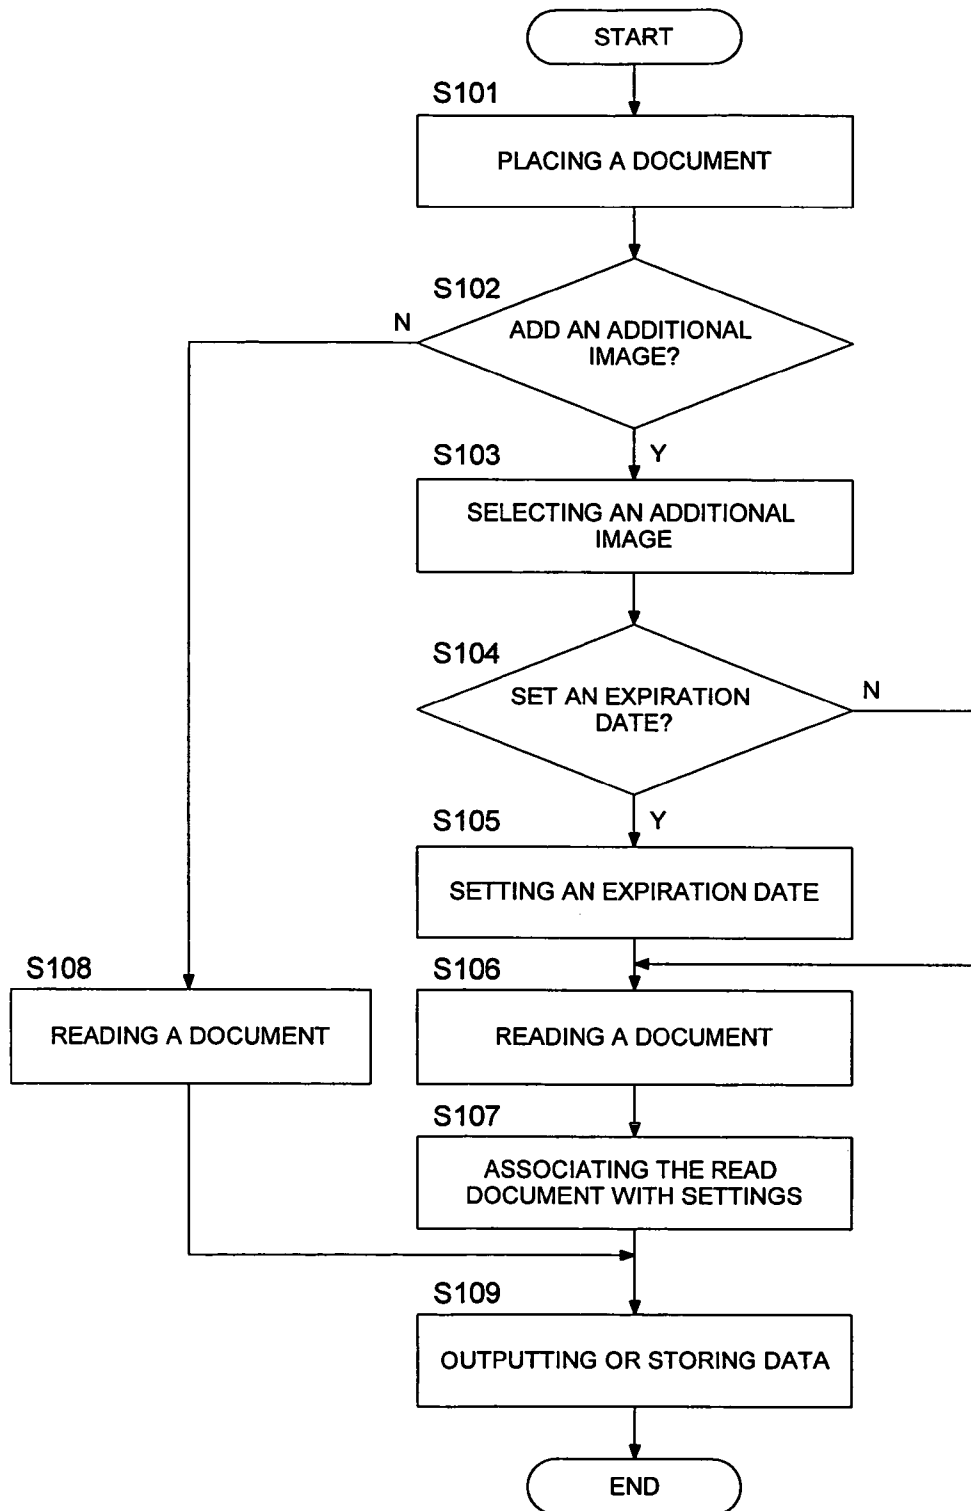 START
S101
PLACING A DOCUMENT
S102
N
ADD AN ADDITIONAL
IMAGE?
Y
S103
SELECTING AN ADDITIONAL
IMAGE
S104
N
SET AN EXPIRATION
DATE?
Y
S105
SETTING AN EXPIRATION DATE
S108
S106
READING A DOCUMENT
READING A DOCUMENT
S107
ASSOCIATING THE READ
DOCUMENT WITH SETTINGS
S109
OUTPUTTING OR STORING DATA
END